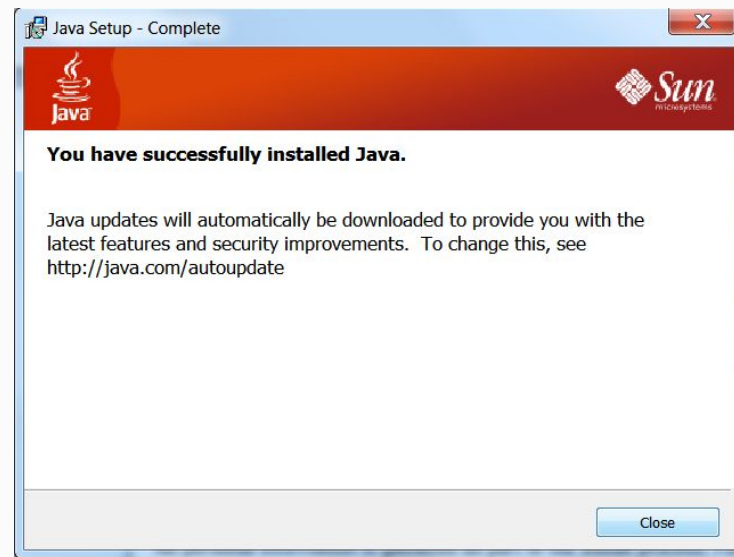 Java Setup - Complete
Java
Sun
microsystems
You have successfully installed Java.
Java updates will automatically be downloaded to provide you with the
latest features and security improvements.  To change this, see
http://java.com/autoupdate
Close